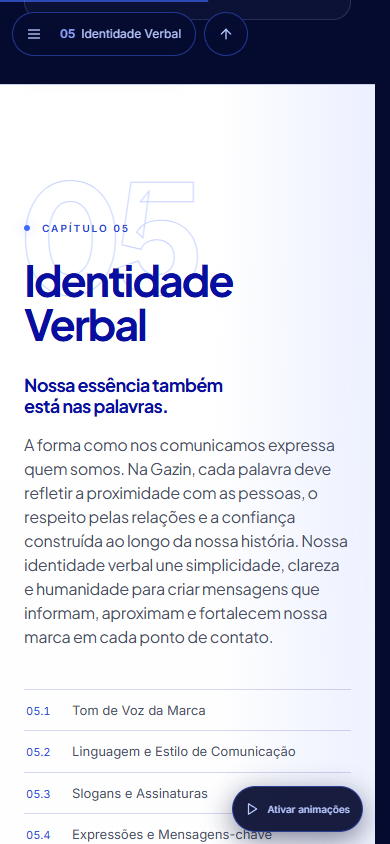 05 Identidade Verbal
05
CAPÍTULO 05
Identidade
Verbal
Nossa essência também
está nas palavras.
A forma como nos comunicamos expressa
quem somos. Na Gazin, cada palavra deve
refletir a proximidade com as pessoas, o
respeito pelas relações e a confiança
construída ao longo da nossa história. Nossa
identidade verbal une simplicidade, clareza
e humanidade para criar mensagens que
informam, aproximam e fortalecem nossa
marca em cada ponto de contato.
05.1 Tom de Voz da Marca
05.2 Linguagem e Estilo de Comunicação
05.3 Slogans e Assinaturas
Ativar animações
05.4 Expressões e Mensagens-chave